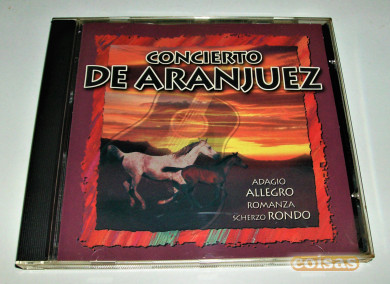 CONCIERTO
DE ARANJUEZ
ADAGIO
ALLEGRO
ROMANZA
SCHERZO RONDO
coisas